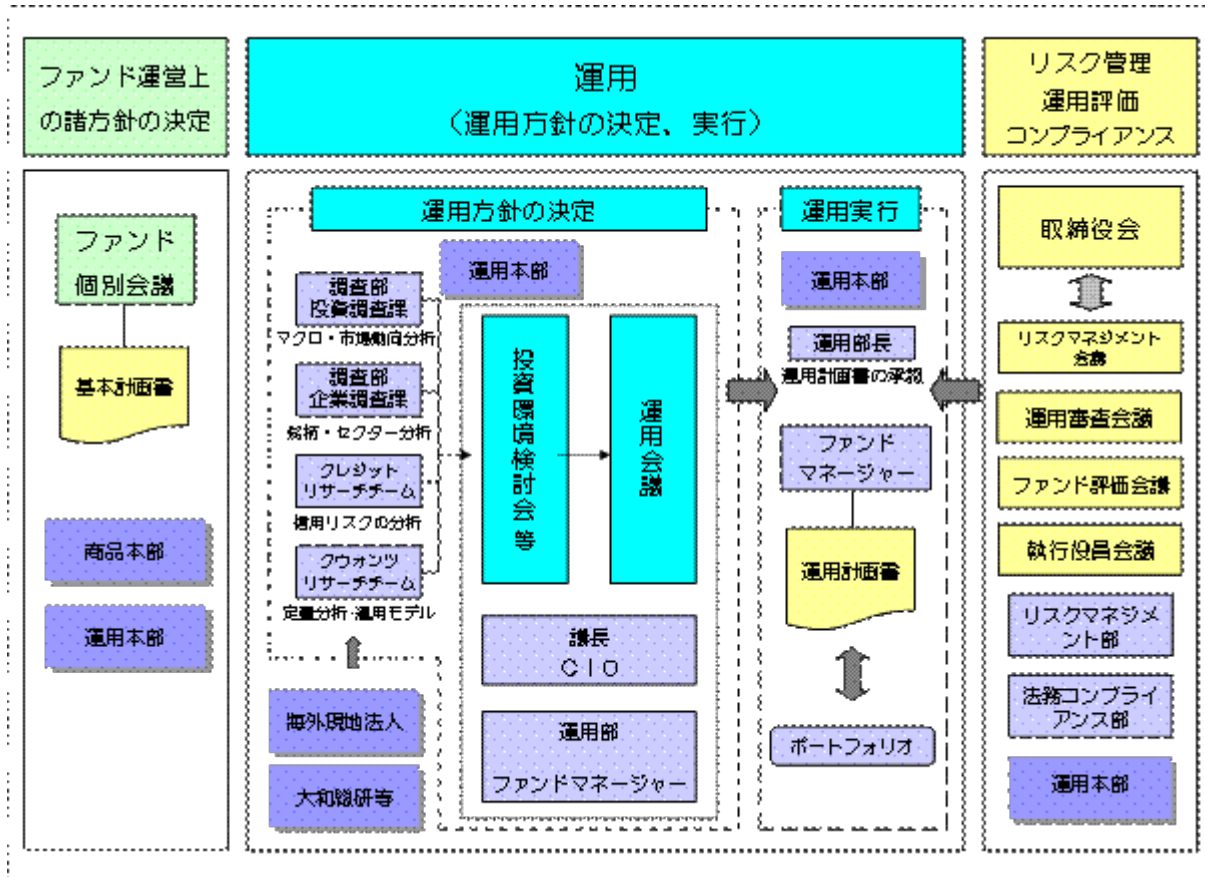 ファンド運営上
の諸方針の決定
運用
(運用方針の決定、実行)
リスク管理
運用評価
コンプライアンス
ファンド
個別会議
基本計画書
商品本部
運用本部
運用方針の決定
運用本部
調査部
投資調査課
マクロ・市場動向分析
調査部
企業調査課
銘柄・セクター分析
クレジット
リサーチチーム
信用リスクの分析
クウォンツ
リサーチチーム
定量分析・運用モデル
海外現地法人
大和総研等
投資環境検討会等
運用会議
議長
CIO
運用部
ファンドマネージャー
運用実行
運用本部
運用部長
運用計画書の承認
ファンド
マネージャー
運用計画書
ポートフォリオ
取締役会
リスクマネジメント
会議
運用審査会議
ファンド評価会議
執行役員会議
リスクマネジメ
ント部
法務コンプライ
アンス部
運用本部